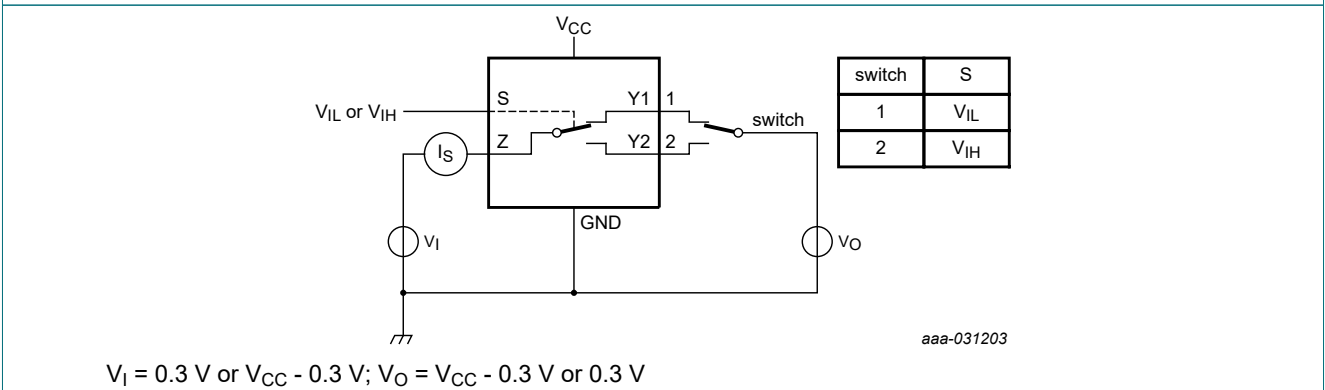 VCC
VIL or VIH
S
Z
Y1
Y2
1
2
switch
IS
GND
VI
VO
switch S
1 VIL
2 VIH
aaa-031203
VI = 0.3 V or VCC - 0.3 V; VO = VCC - 0.3 V or 0.3 V